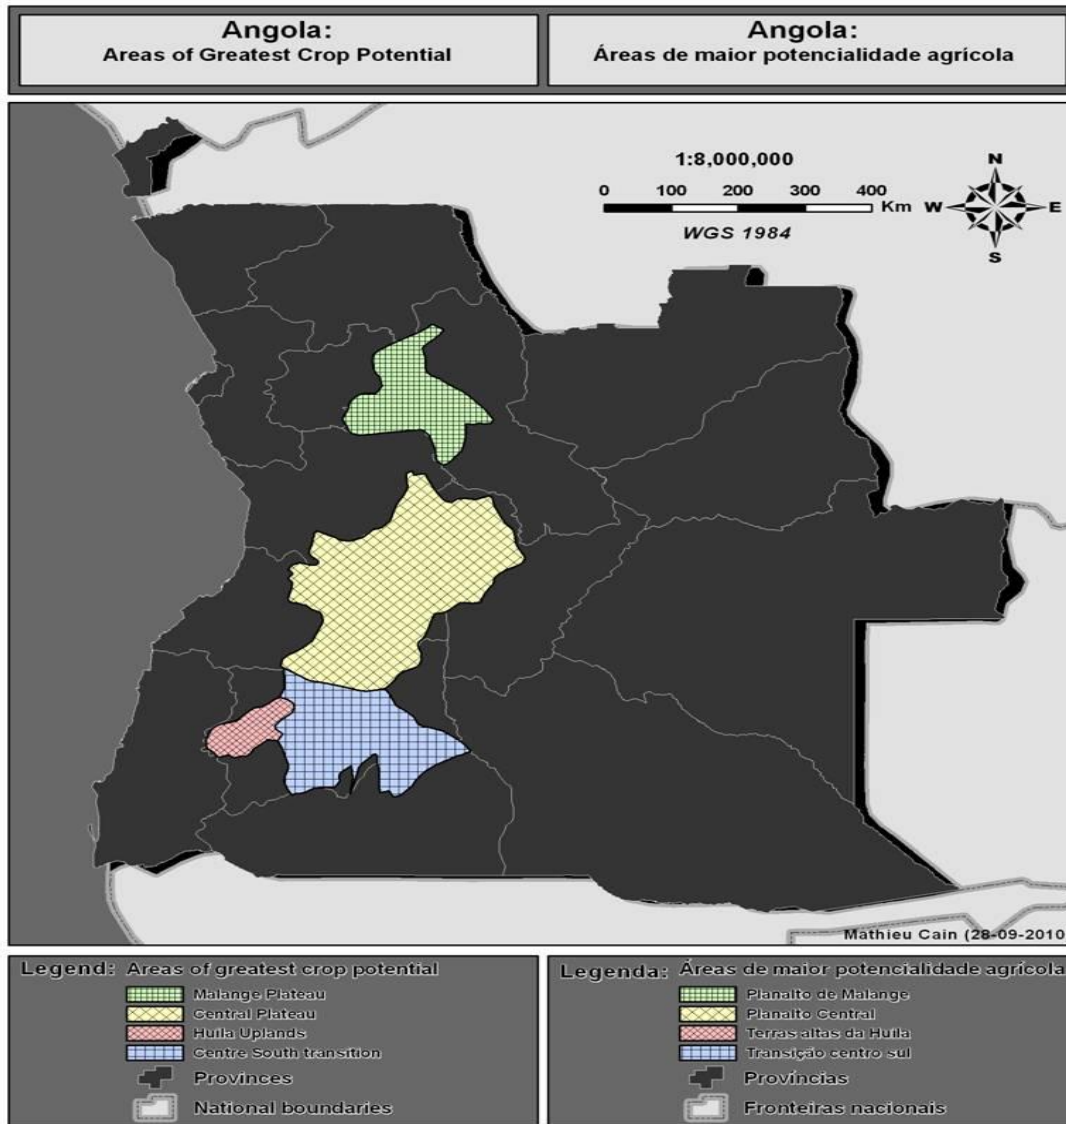 Angola:
Areas of Greatest Crop Potential
Angola:
Áreas de maior potencialidade agrícola
1:8,000,000
0 100 200 300 400
Km
WGS 1984
N
W E
S
Mathieu Cain (28-09-2010
Legend: Areas of greatest crop potential
Malange Plateau
Central Plateau
Huíla Uplands
Centre South transition
Provinces
National boundaries
Legenda: Áreas de maior potencialidade agrícola
Planalto de Malange
Planalto Central
Terras altas da Huíla
Transição centro sul
Províncias
Fronteiras nacionais